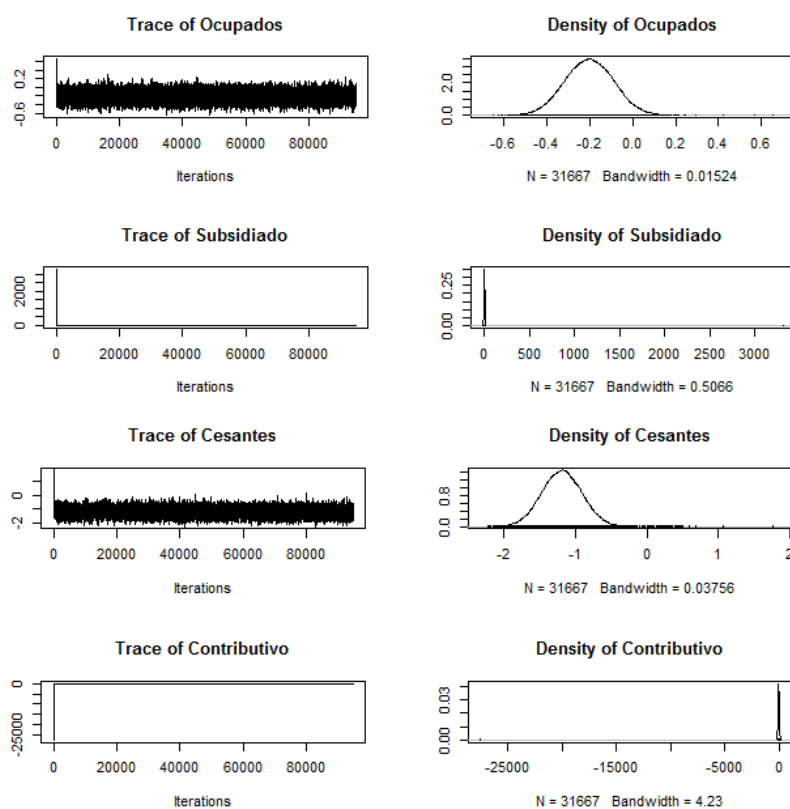 Trace of Ocupados
0.2
-0.6
0 20000 40000 60000 80000
Iterations
Density of Ocupados
2.0
0.0
-0.6 -0.4 -0.2 0.0 0.2 0.4 0.6
N = 31667 Bandwidth = 0.01524
Trace of Subsidiado
2000
0
0 20000 40000 60000 80000
Iterations
Density of Subsidiado
0.25
0.00
0 500 1000 1500 2000 2500 3000
N = 31667 Bandwidth = 0.5066
Trace of Cesantes
0
-2
0 20000 40000 60000 80000
Iterations
Density of Cesantes
0.8
0.0
-2 -1 0 1 2
N = 31667 Bandwidth = 0.03756
Trace of Contributivo
0
-25000
0 20000 40000 60000 80000
Iterations
Density of Contributivo
0.03
0.00
-25000 -15000 -5000 0
N = 31667 Bandwidth = 4.23